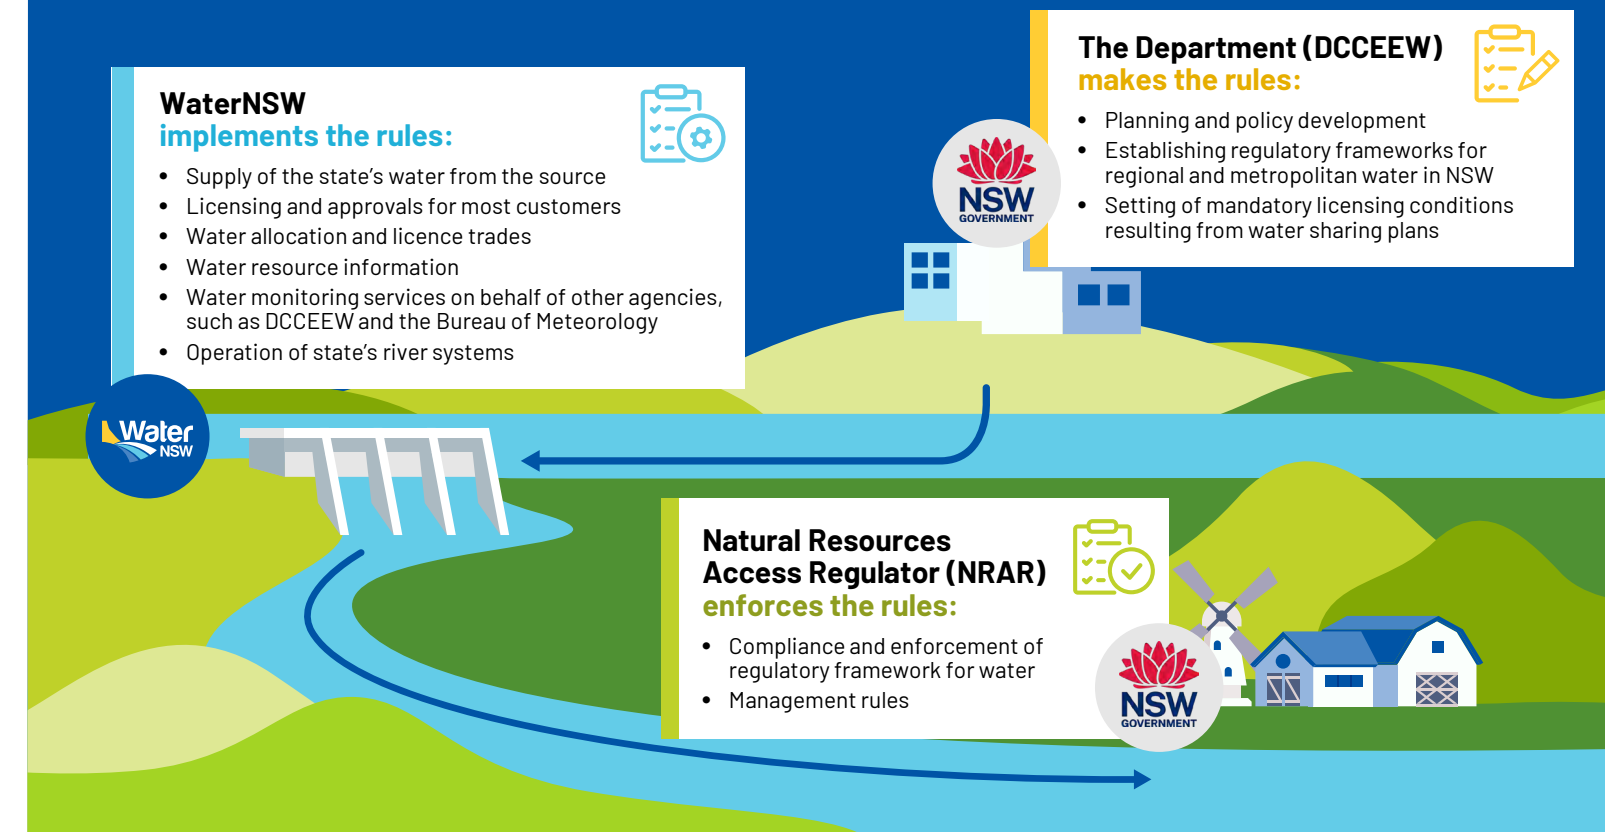 WaterNSW
implements the rules:
• Supply of the state's water from the source
• Licensing and approvals for most customers
• Water allocation and licence trades
• Water resource information
• Water monitoring services on behalf of other agencies,
such as DCCEEW and the Bureau of Meteorology
• Operation of state's river systems
Water
NSW
The Department (DCCEEW)
makes the rules:
• Planning and policy development
• Establishing regulatory frameworks for
regional and metropolitan water in NSW
• Setting of mandatory licensing conditions
resulting from water sharing plans
NSW
GOVERNMENT
Natural Resources
Access Regulator (NRAR)
enforces the rules:
• Compliance and enforcement of
regulatory framework for water
• Management rules
NSW
GOVERNMENT